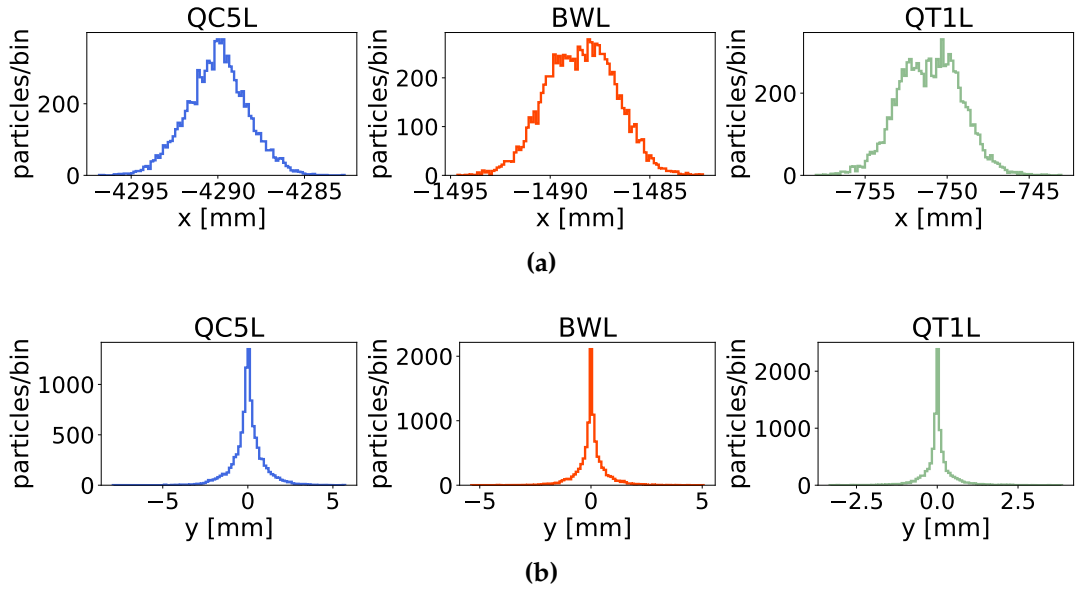 QC5L BWL QT1L
particles/bin particles/bin particles/bin
200
0
200
100
0
200
0
−4295 −4290 −4285 −1495 −1490 −1485 −755 −750 −745
x [mm] x [mm] x [mm]
(a)
QC5L BWL QT1L
particles/bin particles/bin particles/bin
1000
500
0
2000
1000
0
2000
1000
0
−5 0 5 −5 0 5 −2.5 0.0 2.5
y [mm] y [mm] y [mm]
(b)